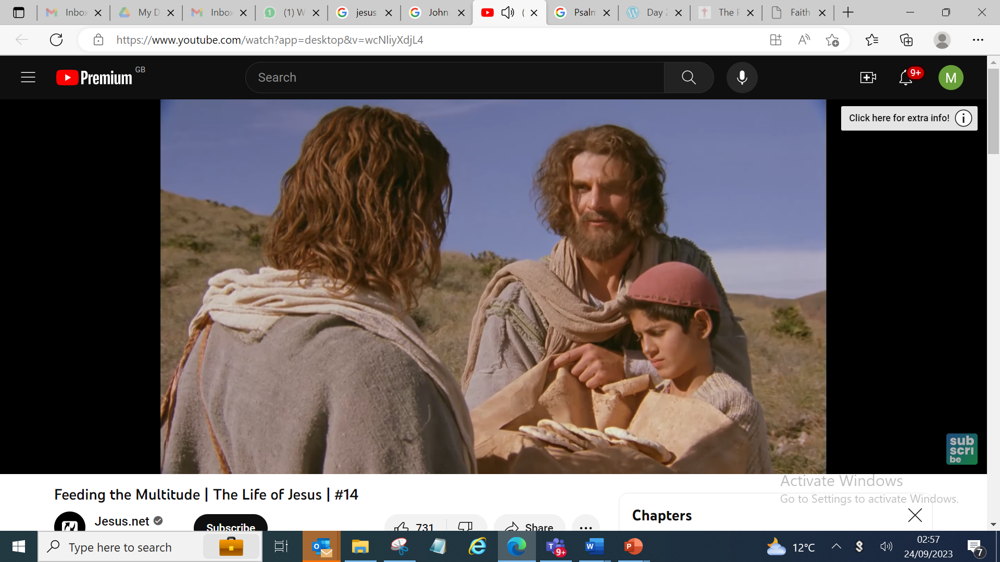 Inbox
My D
Inbox
(1) W
jesus
John
(
Psalm
Day 2
The F
Faith
https://www.youtube.com/watch?app=desktop&v=wcNliyXdjL4
Premium GB
Search
9+
M
Click here for extra info!
sub
scri
be
Feeding the Multitude | The Life of Jesus | #14
Activate Windows
Go to Settings to activate Windows.
Jesus.net
Subscribe
731
Share
Chapters
Type here to search
9+
12°C
02:57
24/09/2023
7